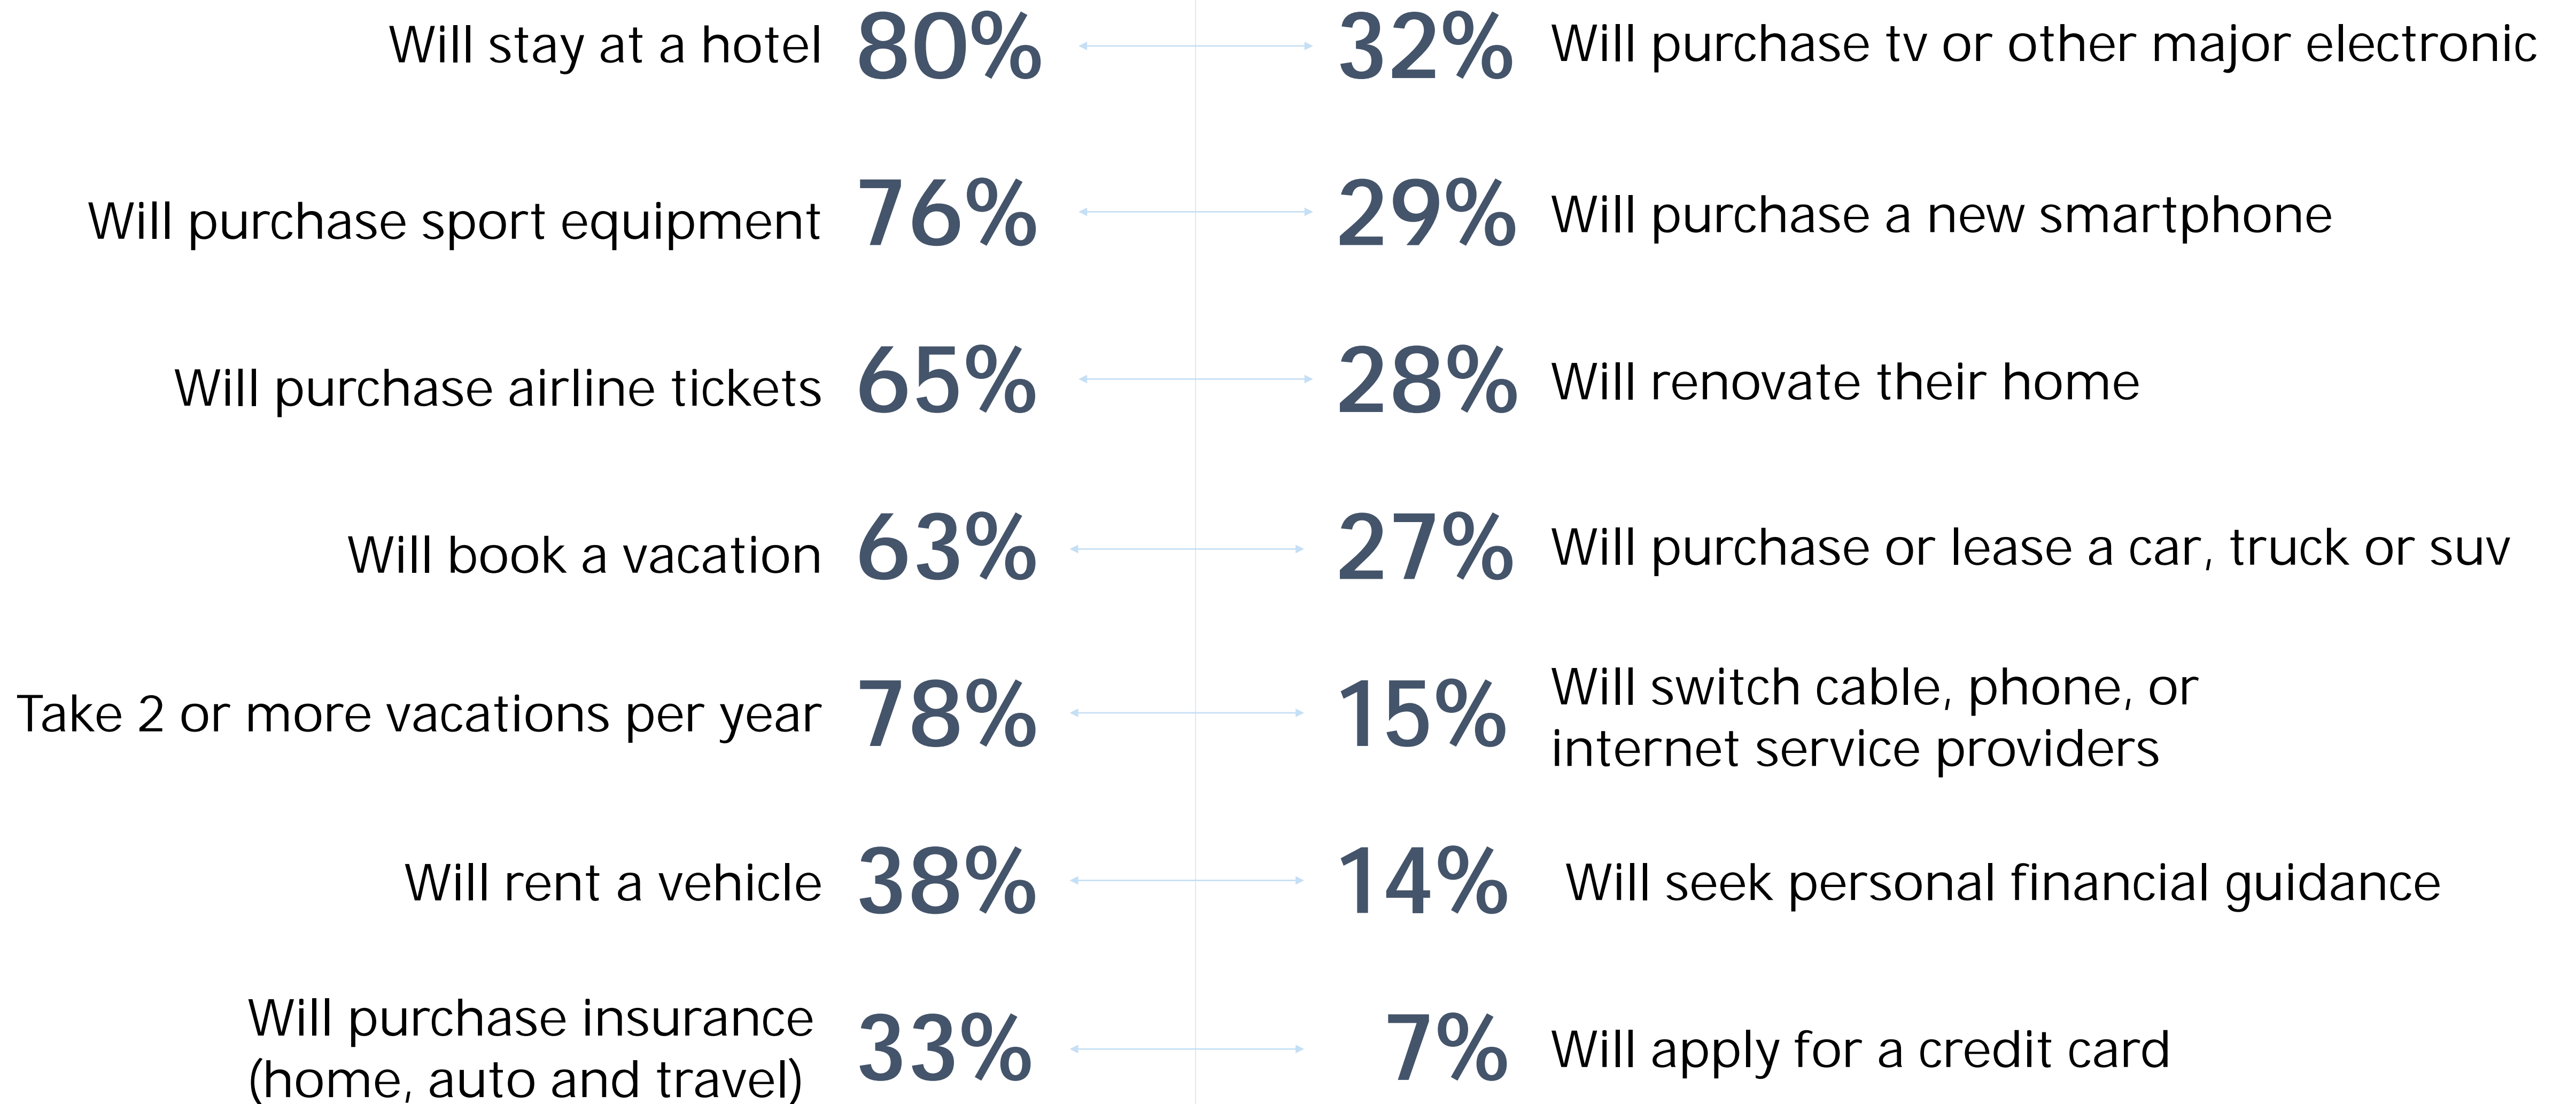 Will stay at a hotel 80% 32% Will purchase tv or other major electronic
Will purchase sport equipment 76% 29% Will purchase a new smartphone
Will purchase airline tickets 65% 28% Will renovate their home
Will book a vacation 63% 27% Will purchase or lease a car, truck or suv
Take 2 or more vacations per year 78% 15% Will switch cable, phone, or
internet service providers
Will rent a vehicle 38% 14% Will seek personal financial guidance
Will purchase insurance
(home, auto and travel) 33% 7% Will apply for a credit card